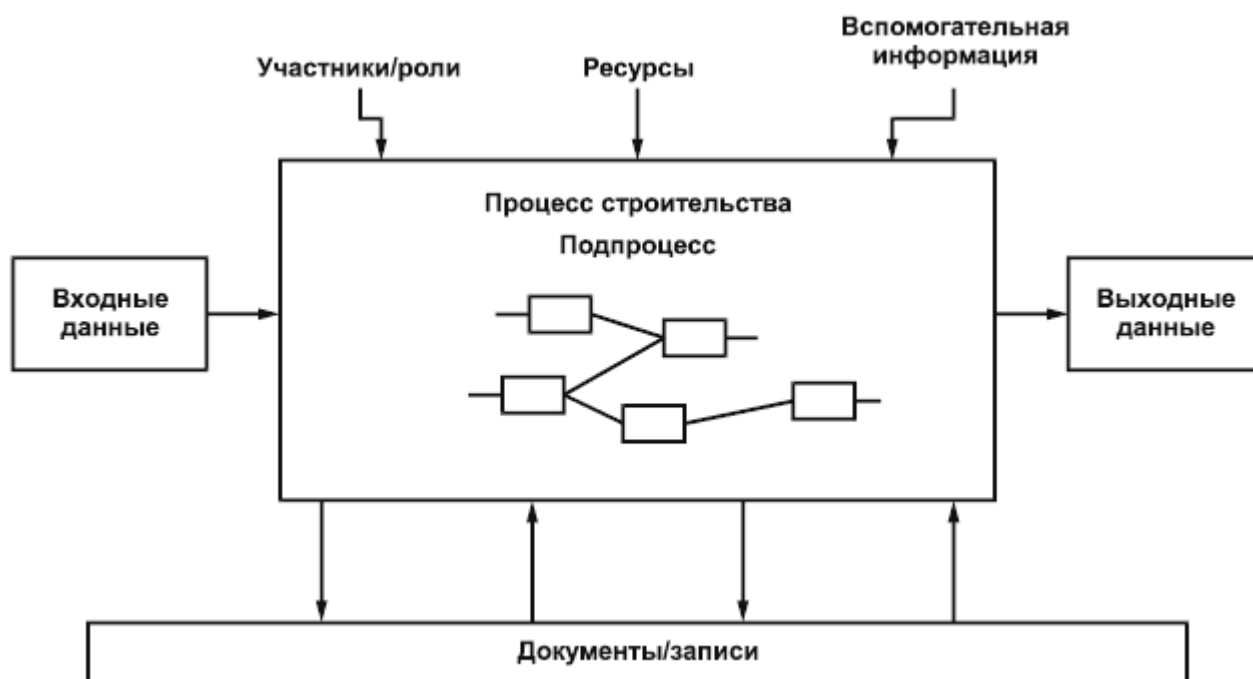 Вспомогательная
информация
Участники/роли
Ресурсы
Процесс строительства
Подпроцесс
Входные
данные
Выходные
данные
Документы/записи